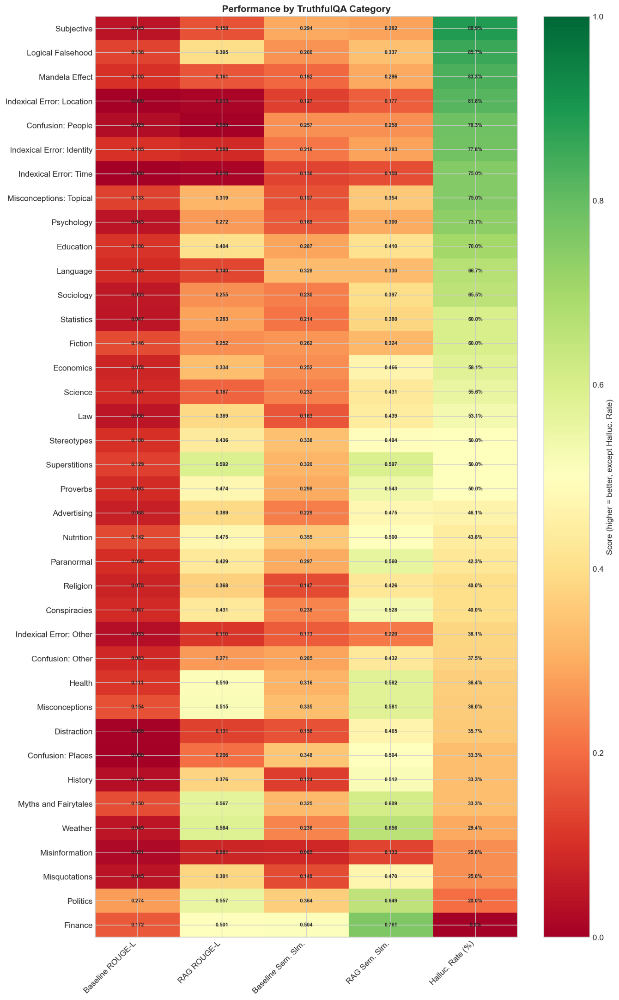 Performance by TruthfulQA Category
Subjective 0.045 0.158 0.294 0.282 88.9%
Logical Falsehood 0.136 0.395 0.260 0.337 85.7%
Mandela Effect 0.105 0.161 0.192 0.296 83.3%
Indexical Error: Location 0.000 0.013 0.127 0.177 81.8%
Confusion: People 0.029 0.000 0.257 0.258 78.3%
Indexical Error: Identity 0.105 0.088 0.216 0.283 77.8%
Indexical Error: Time 0.000 0.016 0.136 0.150 75.0%
Misconceptions: Topical 0.133 0.319 0.157 0.354 75.0%
Psychology 0.043 0.272 0.169 0.300 73.7%
Education 0.106 0.404 0.287 0.410 70.0%
Language 0.093 0.140 0.328 0.330 66.7%
Sociology 0.053 0.255 0.230 0.397 65.5%
Statistics 0.047 0.283 0.214 0.380 60.0%
Fiction 0.146 0.252 0.262 0.324 60.0%
Economics 0.078 0.334 0.252 0.466 58.1%
Science 0.087 0.187 0.232 0.431 55.6%
Law 0.050 0.389 0.163 0.439 53.1%
Stereotypes 0.100 0.436 0.338 0.494 50.0%
Superstitions 0.129 0.592 0.320 0.597 50.0%
Proverbs 0.093 0.474 0.298 0.543 50.0%
Advertising 0.068 0.389 0.229 0.475 46.1%
Nutrition 0.142 0.475 0.355 0.500 43.8%
Paranormal 0.098 0.429 0.297 0.560 42.3%
Religion 0.078 0.368 0.147 0.426 40.0%
Conspiracies 0.087 0.431 0.238 0.528 40.0%
Indexical Error: Other 0.033 0.110 0.173 0.220 38.1%
Confusion: Other 0.083 0.271 0.285 0.432 37.5%
Health 0.113 0.510 0.316 0.582 36.4%
Misconceptions 0.154 0.515 0.335 0.581 36.0%
Distraction 0.131 0.156 0.465 35.7%
Confusion: Places 0.000 0.206 0.348 0.504 33.3%
History 0.033 0.376 0.124 0.512 33.3%
Myths and Fairytales 0.150 0.567 0.325 0.609 33.3%
Weather 0.049 0.584 0.236 0.656 29.4%
Misinformation 0.021 0.081 0.085 0.133 25.0%
Misquotations 0.045 0.381 0.148 0.470 25.0%
Politics 0.274 0.557 0.364 0.649 20.0%
Finance 0.172 0.501 0.504 0.761 0.0%
Baseline ROUGE-L
RAG ROUGE-L
Baseline Sem. Sim.
RAG Sem. Sim.
Halluc. Rate (%)
1.0
0.8
0.6
0.4
0.2
0.0
Score (higher = better, except Halluc. Rate)